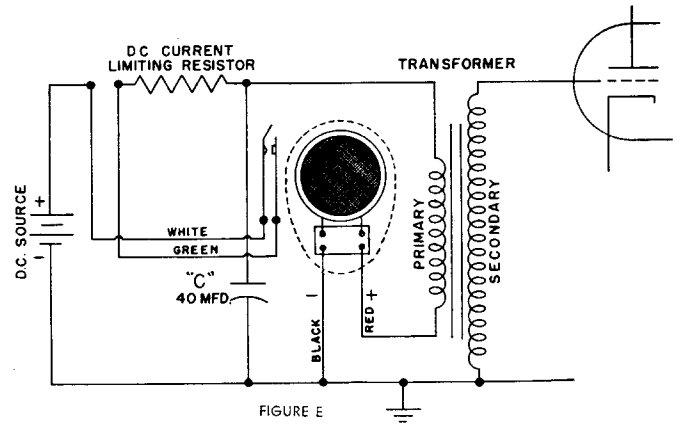 DC CURRENT
LIMITING RESISTOR
TRANSFORMER
+
D.C. SOURCE
-
WHITE
GREEN
"C"
40 MFD.
-
BLACK
+
RED
PRIMARY
SECONDARY
FIGURE E